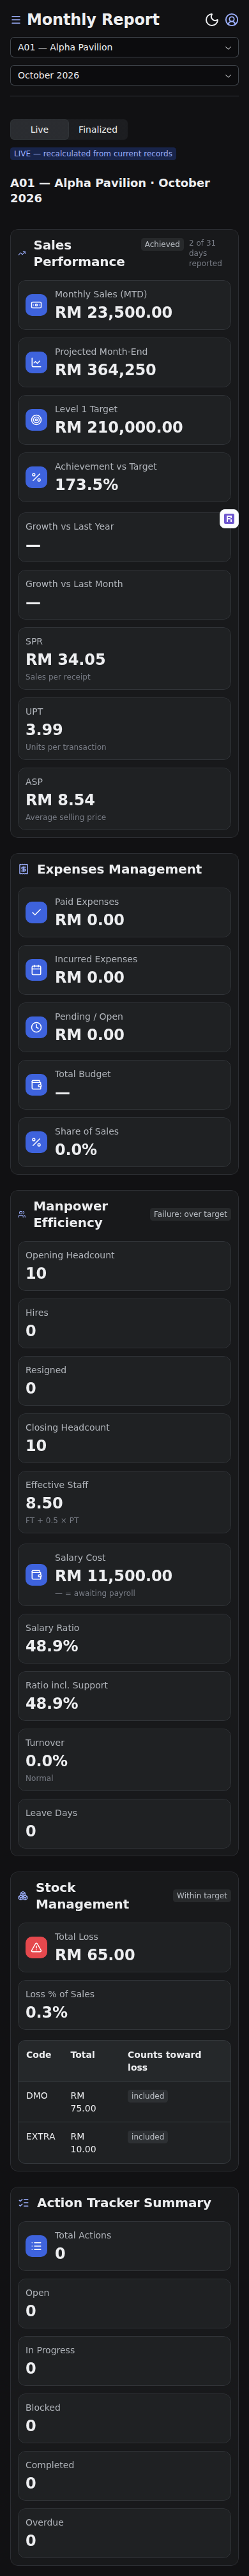 Monthly Report
A01 — Alpha Pavilion
October 2026
Live
Finalized
LIVE — recalculated from current records
A01 — Alpha Pavilion · October
2026
Sales
Performance
Achieved
2 of 31
days
reported
Monthly Sales (MTD)
RM 23,500.00
Projected Month-End
RM 364,250
Level 1 Target
RM 210,000.00
Achievement vs Target
173.5%
Growth vs Last Year
—
Growth vs Last Month
—
SPR
RM 34.05
Sales per receipt
UPT
3.99
Units per transaction
ASP
RM 8.54
Average selling price
Expenses Management
Paid Expenses
RM 0.00
Incurred Expenses
RM 0.00
Pending / Open
RM 0.00
Total Budget
—
Share of Sales
0.0%
Manpower
Efficiency
Failure: over target
Opening Headcount
10
Hires
0
Resigned
0
Closing Headcount
10
Effective Staff
8.50
FT + 0.5 × PT
Salary Cost
RM 11,500.00
— = awaiting payroll
Salary Ratio
48.9%
Ratio incl. Support
48.9%
Turnover
0.0%
Normal
Leave Days
0
Stock
Management
Within target
Total Loss
RM 65.00
Loss % of Sales
0.3%
Code Total Counts toward
loss
DMO RM
75.00 included
EXTRA RM
10.00 included
Action Tracker Summary
Total Actions
0
Open
0
In Progress
0
Blocked
0
Completed
0
Overdue
0